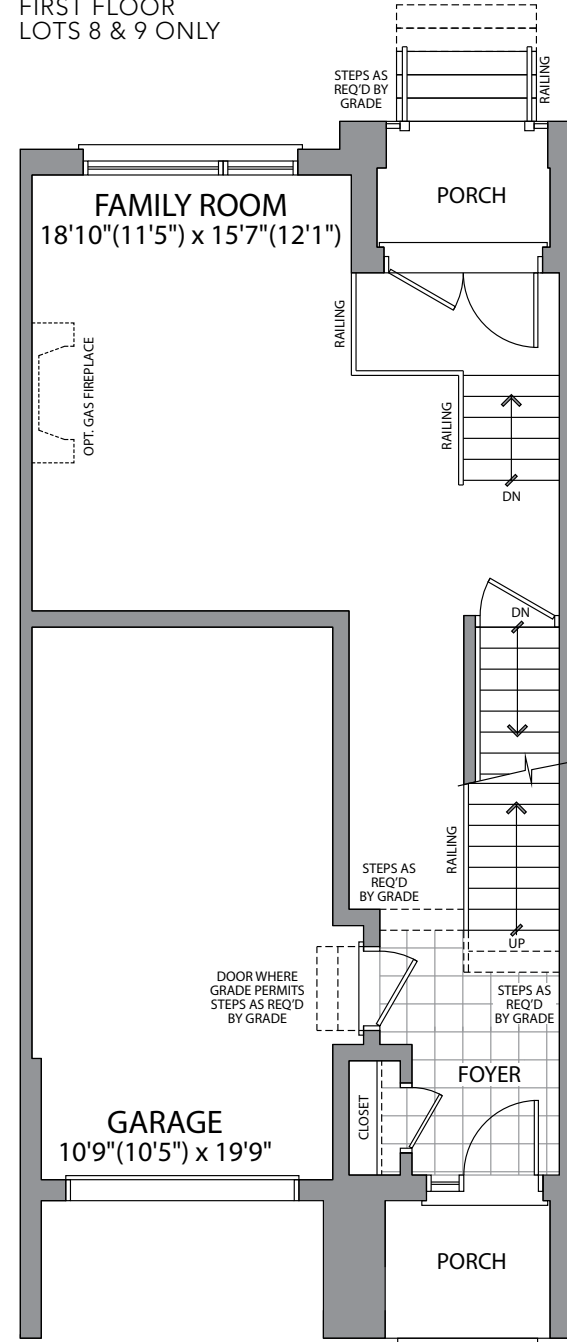 FIRST FLOOR
LOTS 8 & 9 ONLY
STEPS AS
REQ'D BY
GRADE
RAILING
PORCH
FAMILY ROOM
18'10"(11'5") x 15'7"(12'1")
RAILING
OPT. GAS FIREPLACE
RAILING
DN
DN
RAILING
STEPS AS
REQ'D
BY GRADE
UP
DOOR WHERE
GRADE PERMITS
STEPS AS REQ'D
BY GRADE
STEPS AS
REQ'D
BY GRADE
FOYER
CLOSET
GARAGE
10'9"(10'5") x 19'9"
PORCH